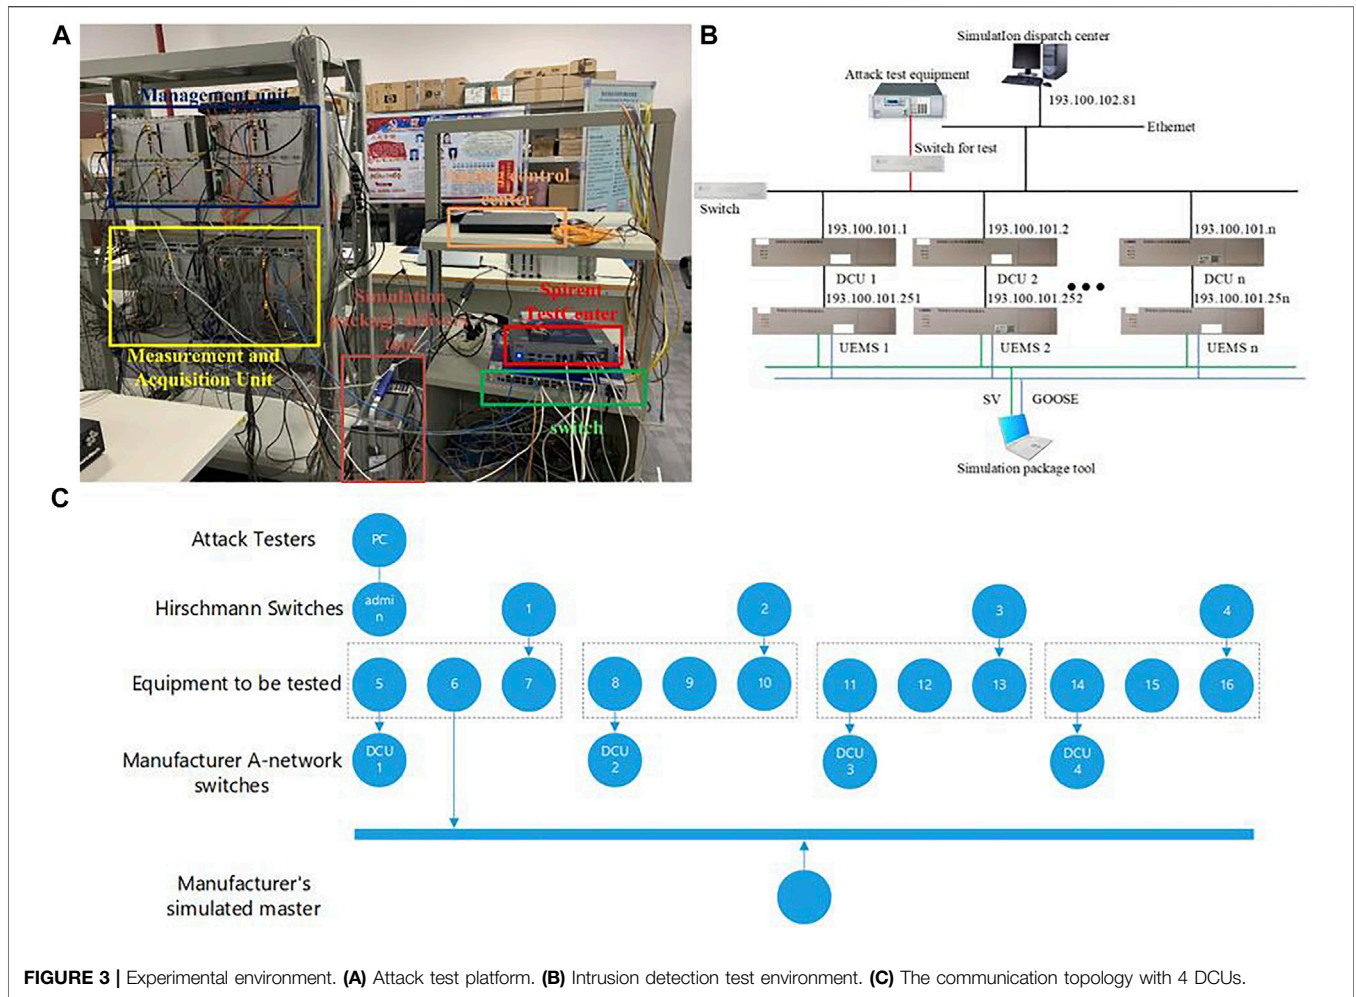 A
Management unit
control
center
Simulation
package
Spirent
TestCenter
Measurement and
Acquisition Unit
switch
B
Simulation dispatch center
Attack test equipment
193.100.102.81
Ethernet
Switch for test
Switch
193.100.101.1
193.100.101.2
193.100.101.n
DCU 1
DCU 2
DCU n
193.100.101.251
193.100.101.252
193.100.101.25n
UEMS 1
UEMS 2
UEMS n
SV
GOOSE
Simulation package tool
C
Attack Testers
PC
Hirschmann Switches
admi
n
1
2
3
4
Equipment to be tested
5
6
7
8
9
10
11
12
13
14
15
16
Manufacturer A-network
switches
DCU
1
DCU
2
DCU
3
DCU
4
Manufacturer's
simulated master
FIGURE 3 | Experimental environment. (A) Attack test platform. (B) Intrusion detection test environment. (C) The communication topology with 4 DCUs.